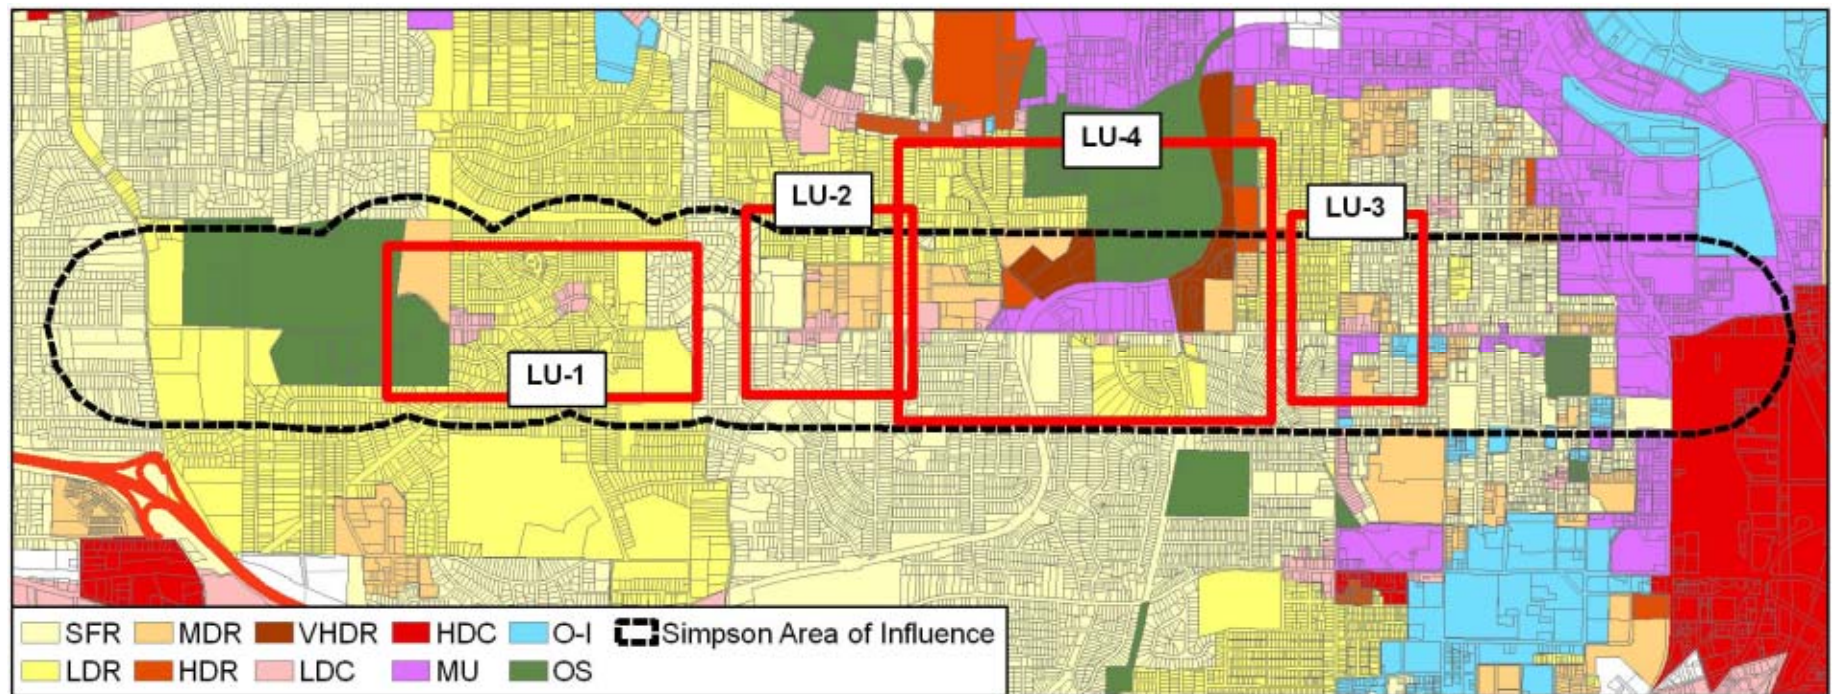 LU-4
LU-2
LU-3
LU-1
SFR MDR VHDR HDC O-I Simpson Area of Influence
LDR HDR LDC MU OS